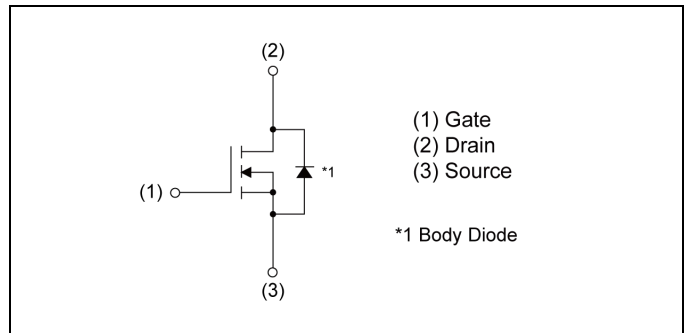 (2)
(1) Gate
(2) Drain
(3) Source
*1
(1)
*1 Body Diode
(3)